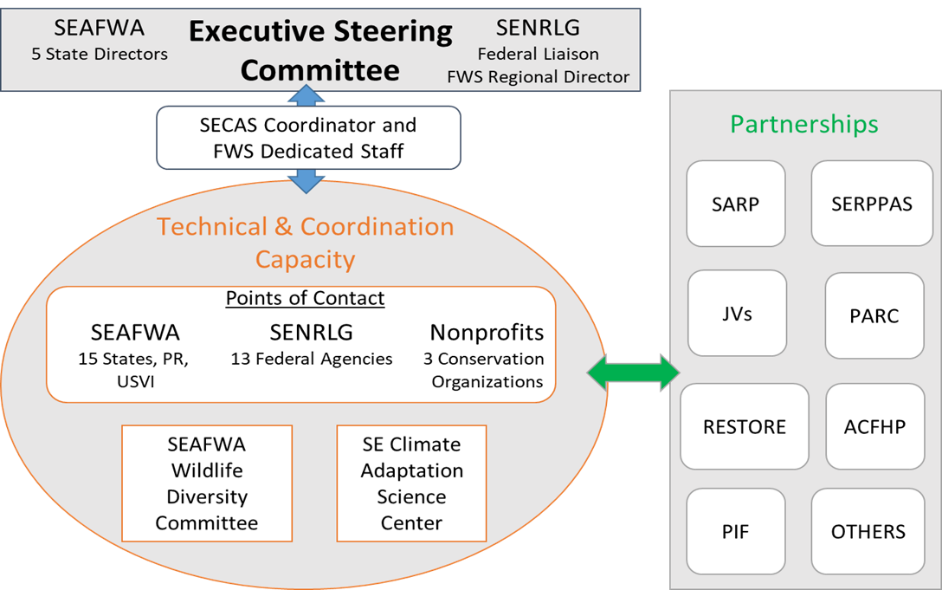 SEAFWA
5 State Directors
Executive Steering
Committee
SENRLG
Federal Liaison
FWS Regional Director
SECAS Coordinator and
FWS Dedicated Staff
Technical & Coordination
Capacity
Points of Contact
SEAFWA
15 States, PR,
USVI
SENRLG
13 Federal Agencies
Nonprofits
3 Conservation
Organizations
SEAFWA
Wildlife
Diversity
Committee
SE Climate
Adaptation
Science
Center
Partnerships
SARP
SERPPAS
JVs
PARC
RESTORE
ACFHP
PIF
OTHERS